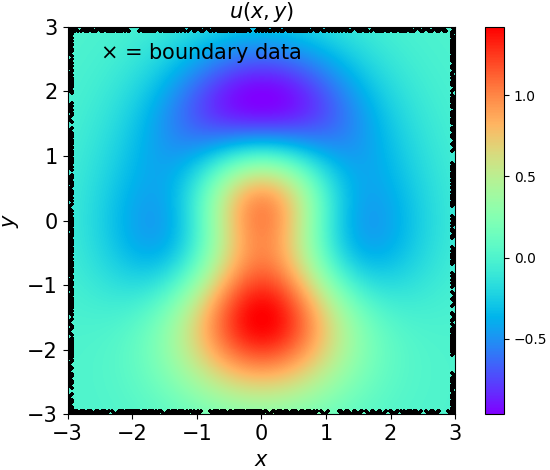 u(x, y)
× = boundary data
3
2
1
0
−1
−2
−3
y
−3 −2 −1 0 1 2 3
x
1.0
0.5
0.0
−0.5